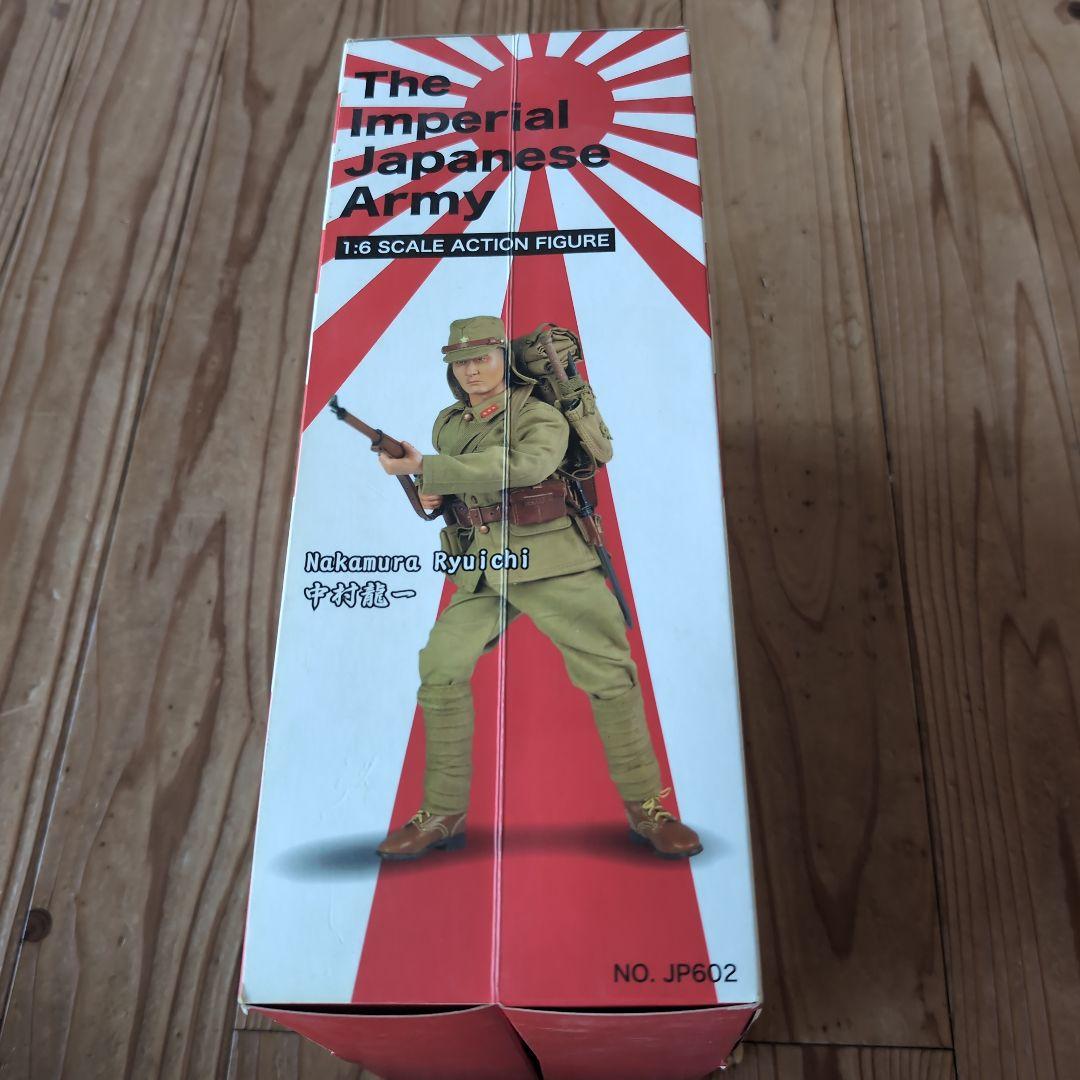 The
Imperial
Japanese
Army
1:6 SCALE ACTION FIGURE
Nakamura Ryuichi
中村龍一
NO. JP602